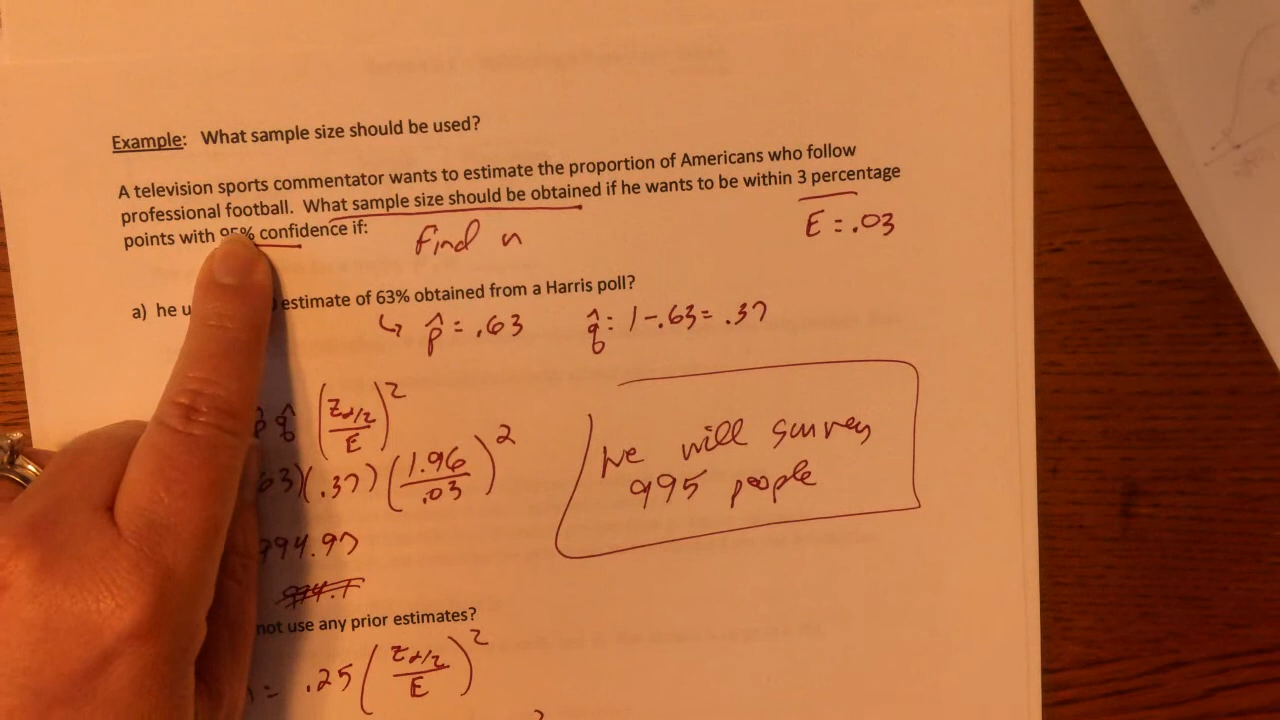 Example: What sample size should be used?
A television sports commentator wants to estimate the proportion of Americans who follow
professional football. What sample size should be obtained if he wants to be within 3 percentage
points with 95% confidence if:
Find n
E = .03
a) he u estimate of 63% obtained from a Harris poll?
↳ p̂ = .63 q̂: 1-.63= .37
p̂ q̂ (Zα/2 / E)²
63)(.37) (1.96 / .03)²
994.97
994.7
We will survey
995 people
not use any prior estimates?
= .25 (Zα/2 / E)²
2